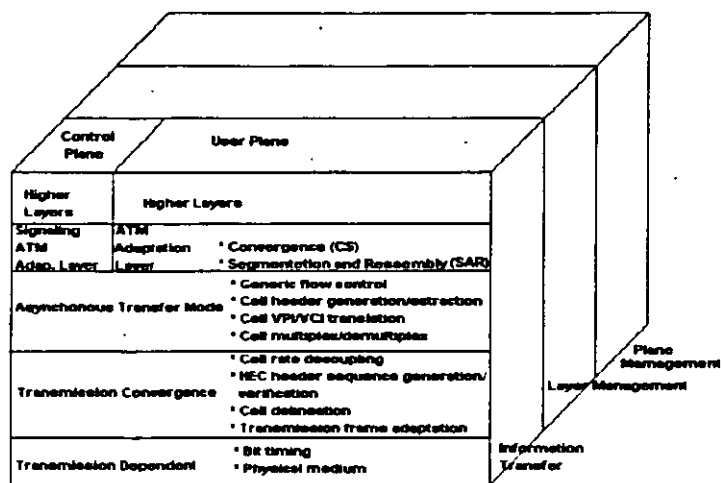 Control
Plane
User Plane
Higher
Layers
Higher Layers
Signaling
ATM
Adap. Layer
ATM
Adaptation
Layer
* Convergence (CS)
* Segmentation and Reassembly (SAR)
Asynchonous Transfer Mode
* Generic flow control
* Cell header generation/extraction
* Cell VPI/VCI translation
* Cell multiplex/demultiplex
Transmission Convergence
* Cell rate decoupling
* HEC header sequence generation/
verification
* Cell delineation
* Transmission frame adaptation
Transmission Dependent
* Bit timing
* Physical medium
Plane
Management
Layer Management
Information
Transfer